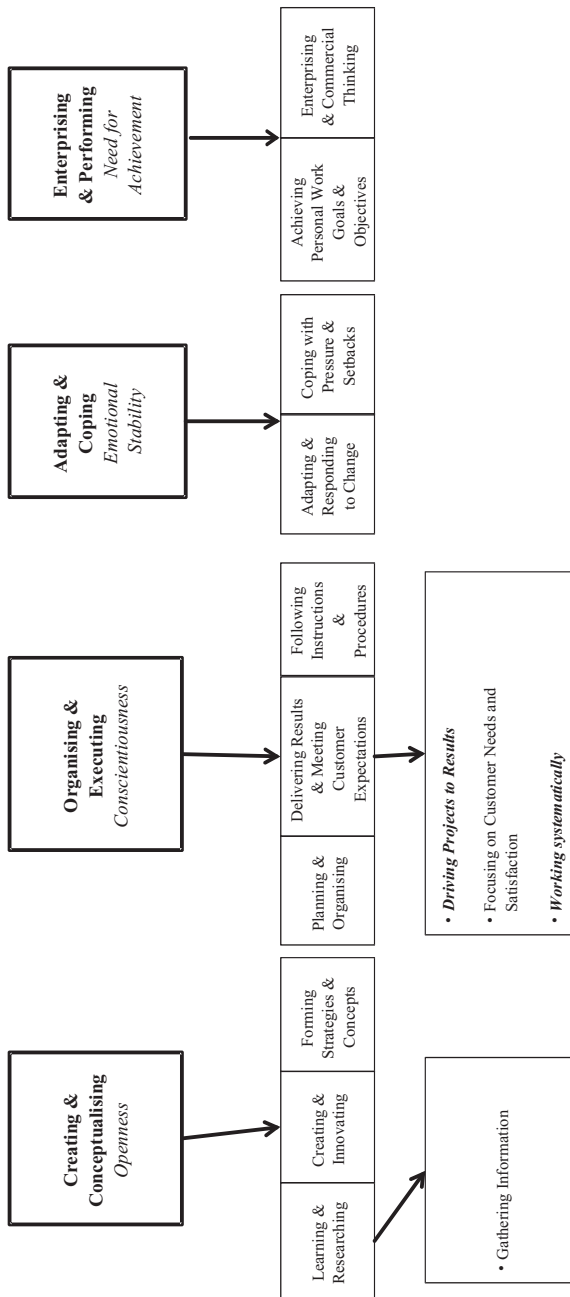 Creating &
Conceptualising
Openness
Organising &
Executing
Conscientiousness
Adapting &
Coping
Emotional
Stability
Enterprising
& Performing
Need for
Achievement
Learning &
Researching
Creating &
Innovating
Forming
Strategies &
Concepts
Planning &
Organising
Delivering Results
& Meeting
Customer
Expectations
Following
Instructions
&
Procedures
Adapting &
Responding
to Change
Coping with
Pressure &
Setbacks
Achieving
Personal Work
Goals &
Objectives
Enterprising
& Commercial
Thinking
• Gathering Information
• Driving Projects to Results
• Focusing on Customer Needs and
Satisfaction
• Working systematically